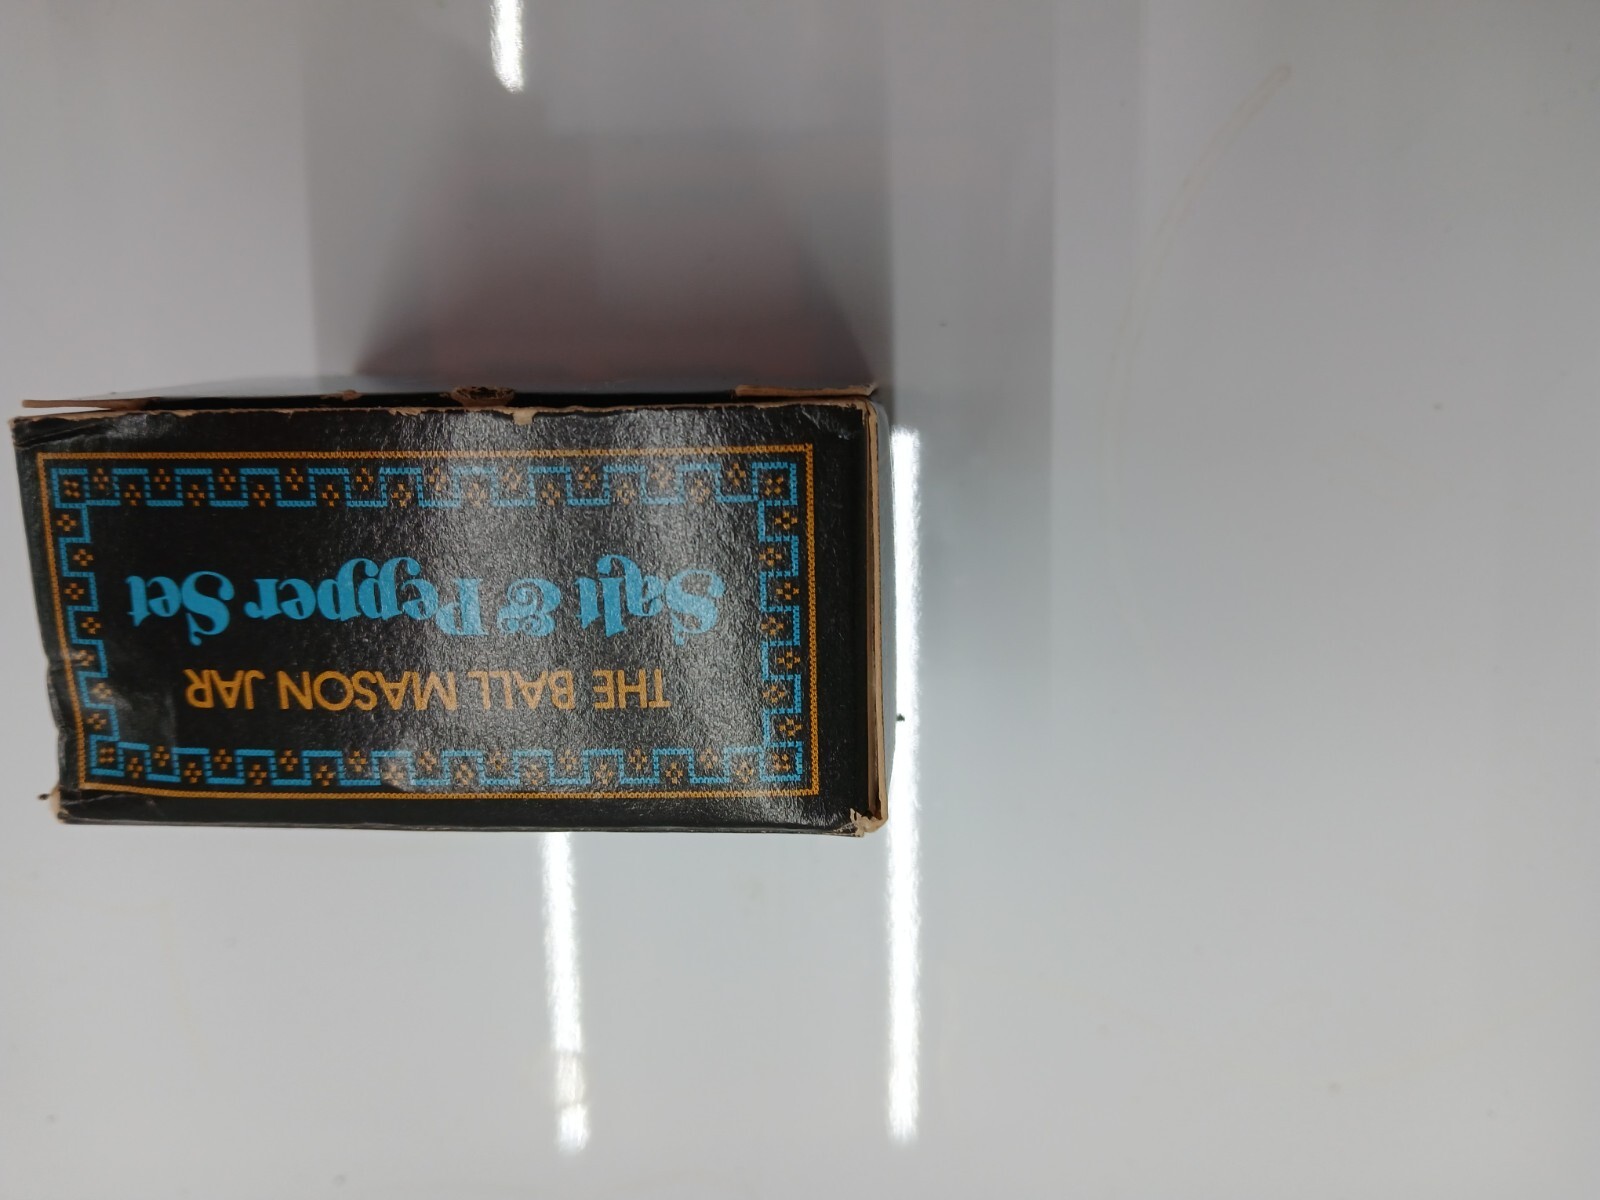 THE BALL MASON JAR
Salt & Pepper Set